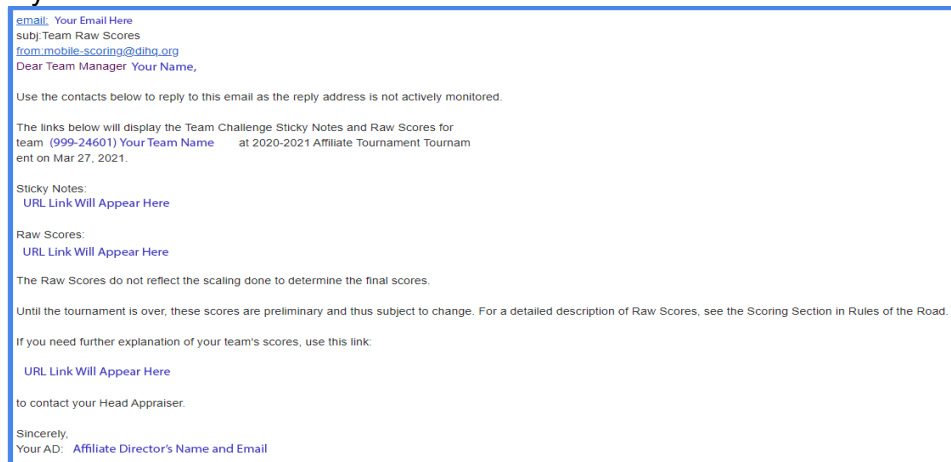 email: Your Email Here
subj:Team Raw Scores
from:mobile-scoring@dihq.org
Dear Team Manager Your Name,
Use the contacts below to reply to this email as the reply address is not actively monitored.
The links below will display the Team Challenge Sticky Notes and Raw Scores for
team (999-24601) Your Team Name at 2020-2021 Affiliate Tournament Tournam
ent on Mar 27, 2021.
Sticky Notes:
URL Link Will Appear Here
Raw Scores:
URL Link Will Appear Here
The Raw Scores do not reflect the scaling done to determine the final scores.
Until the tournament is over, these scores are preliminary and thus subject to change. For a detailed description of Raw Scores, see the Scoring Section in Rules of the Road.
If you need further explanation of your team's scores, use this link:
URL Link Will Appear Here
to contact your Head Appraiser.
Sincerely,
Your AD: Affiliate Director's Name and Email